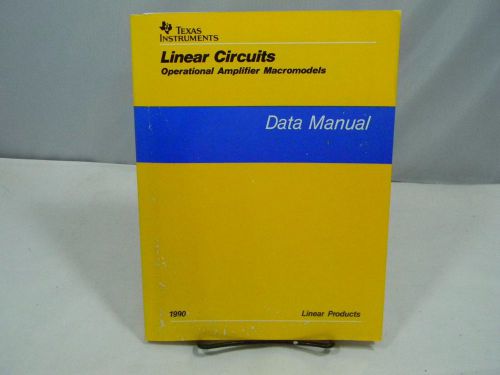 TEXAS
INSTRUMENTS
Linear Circuits
Operational Amplifier Macromodels
Data Manual
1990 Linear Products